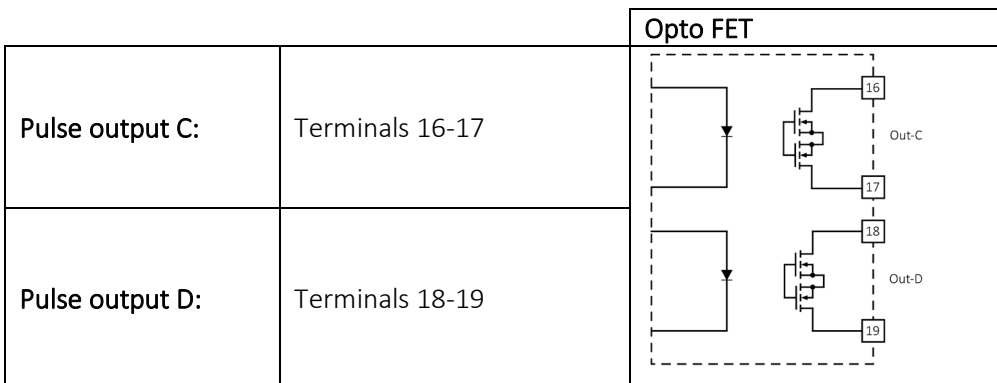 Opto FET
Pulse output C:
Terminals 16-17
16
Out-C
17
Pulse output D:
Terminals 18-19
18
Out-D
19